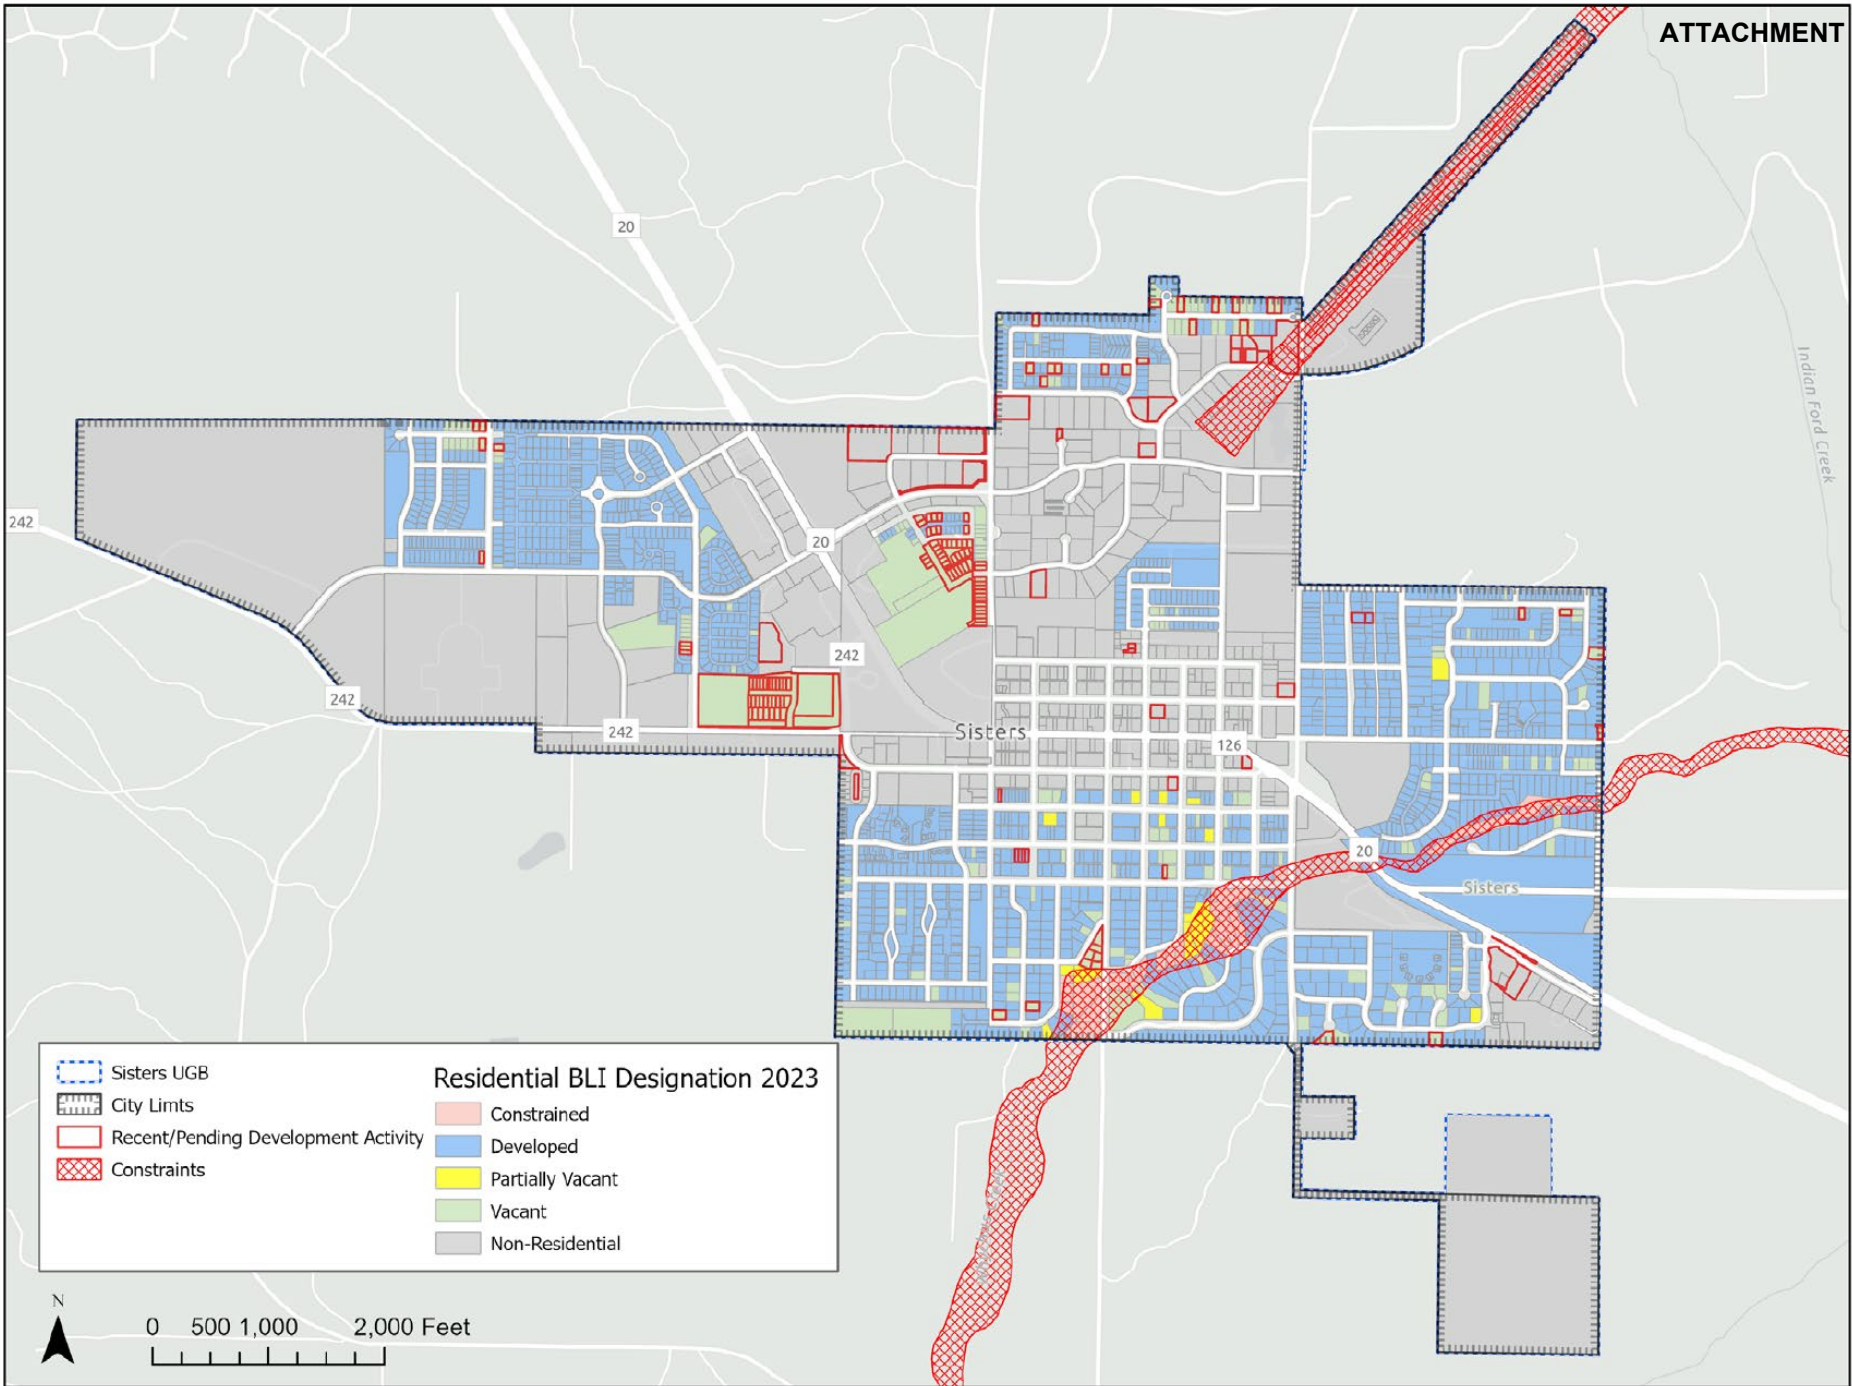 ATTACHMENT
20
Indian Ford Creek
242
20
242
242
242
Sisters
126
20
Sisters
Sisters UGB
City Limts
Recent/Pending Development Activity
Constraints
Residential BLI Designation 2023
Constrained
Developed
Partially Vacant
Vacant
Non-Residential
N
0 500 1,000 2,000 Feet